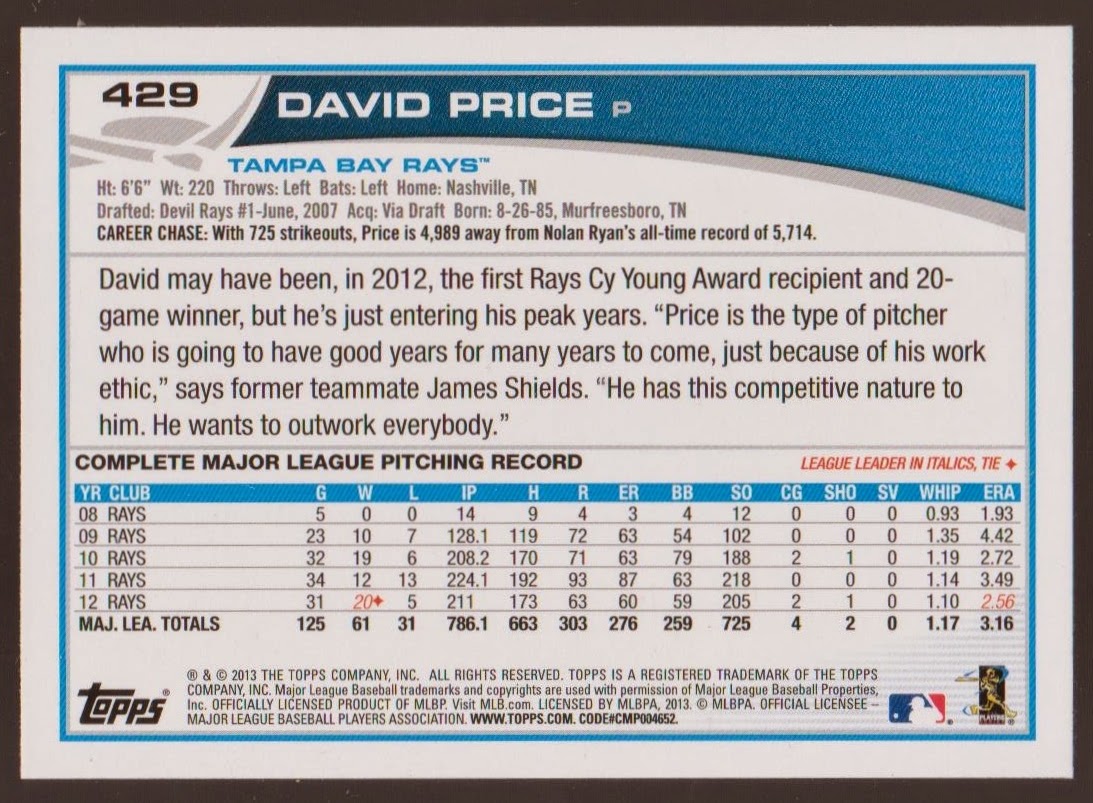 429
DAVID PRICE P
TAMPA BAY RAYS™
Ht: 6'6" Wt: 220 Throws: Left Bats: Left Home: Nashville, TN
Drafted: Devil Rays #1-June, 2007 Acq: Via Draft Born: 8-26-85, Murfreesboro, TN
CAREER CHASE: With 725 strikeouts, Price is 4,989 away from Nolan Ryan's all-time record of 5,714.
David may have been, in 2012, the first Rays Cy Young Award recipient and 20-
game winner, but he's just entering his peak years. “Price is the type of pitcher
who is going to have good years for many years to come, just because of his work
ethic,” says former teammate James Shields. “He has this competitive nature to
him. He wants to outwork everybody.”
COMPLETE MAJOR LEAGUE PITCHING RECORD LEAGUE LEADER IN ITALICS, TIE ✦
YR CLUB G W L IP H R ER BB SO CG SHO SV WHIP ERA
08 RAYS 5 0 0 14 9 4 3 4 12 0 0 0 0.93 1.93
09 RAYS 23 10 7 128.1 119 72 63 54 102 0 0 0 1.35 4.42
10 RAYS 32 19 6 208.2 170 71 63 79 188 2 1 0 1.19 2.72
11 RAYS 34 12 13 224.1 192 93 87 63 218 0 0 0 1.14 3.49
12 RAYS 31 20✦ 5 211 173 63 60 59 205 2 1 0 1.10 2.56
MAJ. LEA. TOTALS 125 61 31 786.1 663 303 276 259 725 4 2 0 1.17 3.16
® & © 2013 THE TOPPS COMPANY, INC. ALL RIGHTS RESERVED. TOPPS IS A REGISTERED TRADEMARK OF THE TOPPS
COMPANY, INC. Major League Baseball trademarks and copyrights are used with permission of Major League Baseball Properties,
Inc. OFFICIALLY LICENSED PRODUCT OF MLBP. Visit MLB.com. LICENSED BY MLBPA, 2013. © MLBPA. OFFICIAL LICENSEE –
MAJOR LEAGUE BASEBALL PLAYERS ASSOCIATION. WWW.TOPPS.COM. CODE#CMP004652.
Topps®